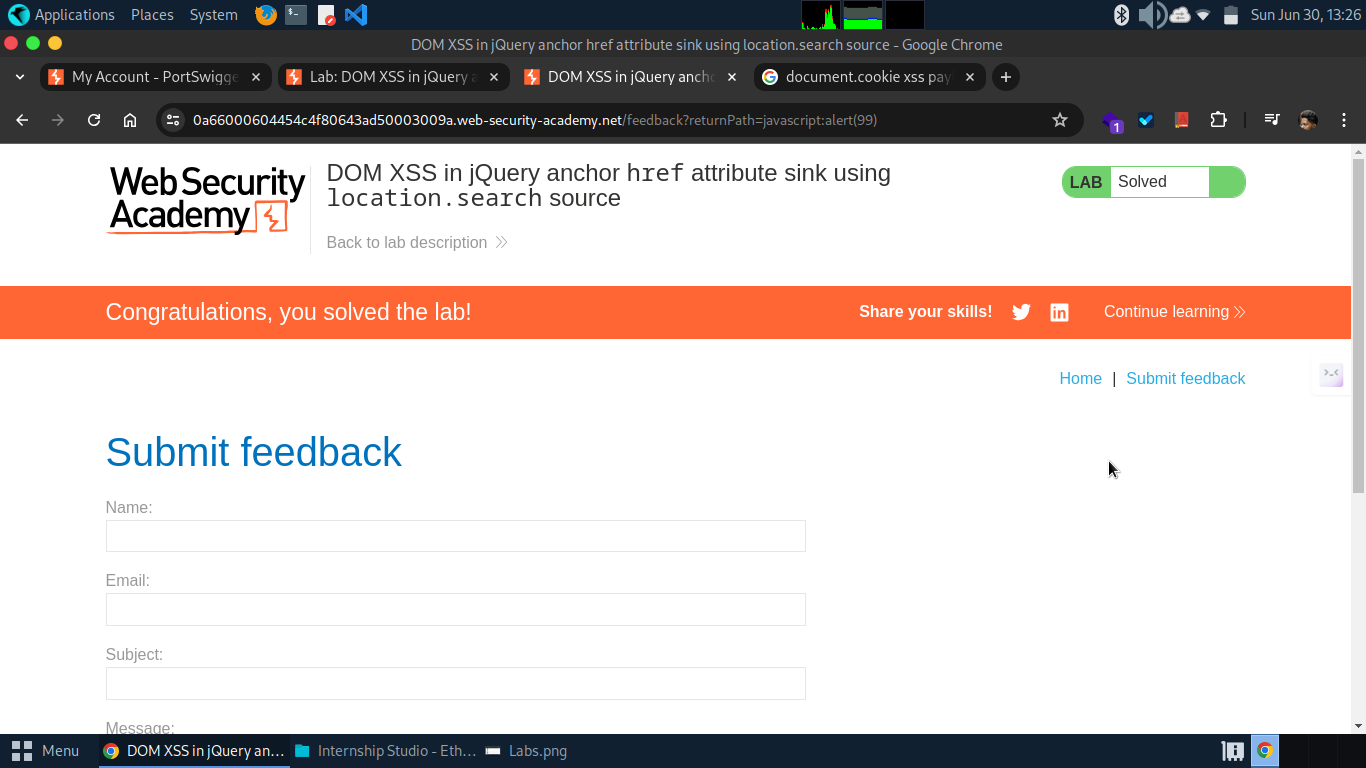 Applications Places System Sun Jun 30, 13:26
DOM XSS in jQuery anchor href attribute sink using location.search source - Google Chrome
My Account - PortSwigge Lab: DOM XSS in jQuery a DOM XSS in jQuery ancho document.cookie xss pay
0a66000604454c4f80643ad50003009a.web-security-academy.net/feedback?returnPath=javascript:alert(99) 1
Web Security
Academy
DOM XSS in jQuery anchor href attribute sink using
location.search source
LAB Solved
Back to lab description
Congratulations, you solved the lab! Share your skills! Continue learning
Home | Submit feedback
Submit feedback
Name:
Email:
Subject:
Message:
Menu DOM XSS in jQuery an... Internship Studio - Eth... Labs.png